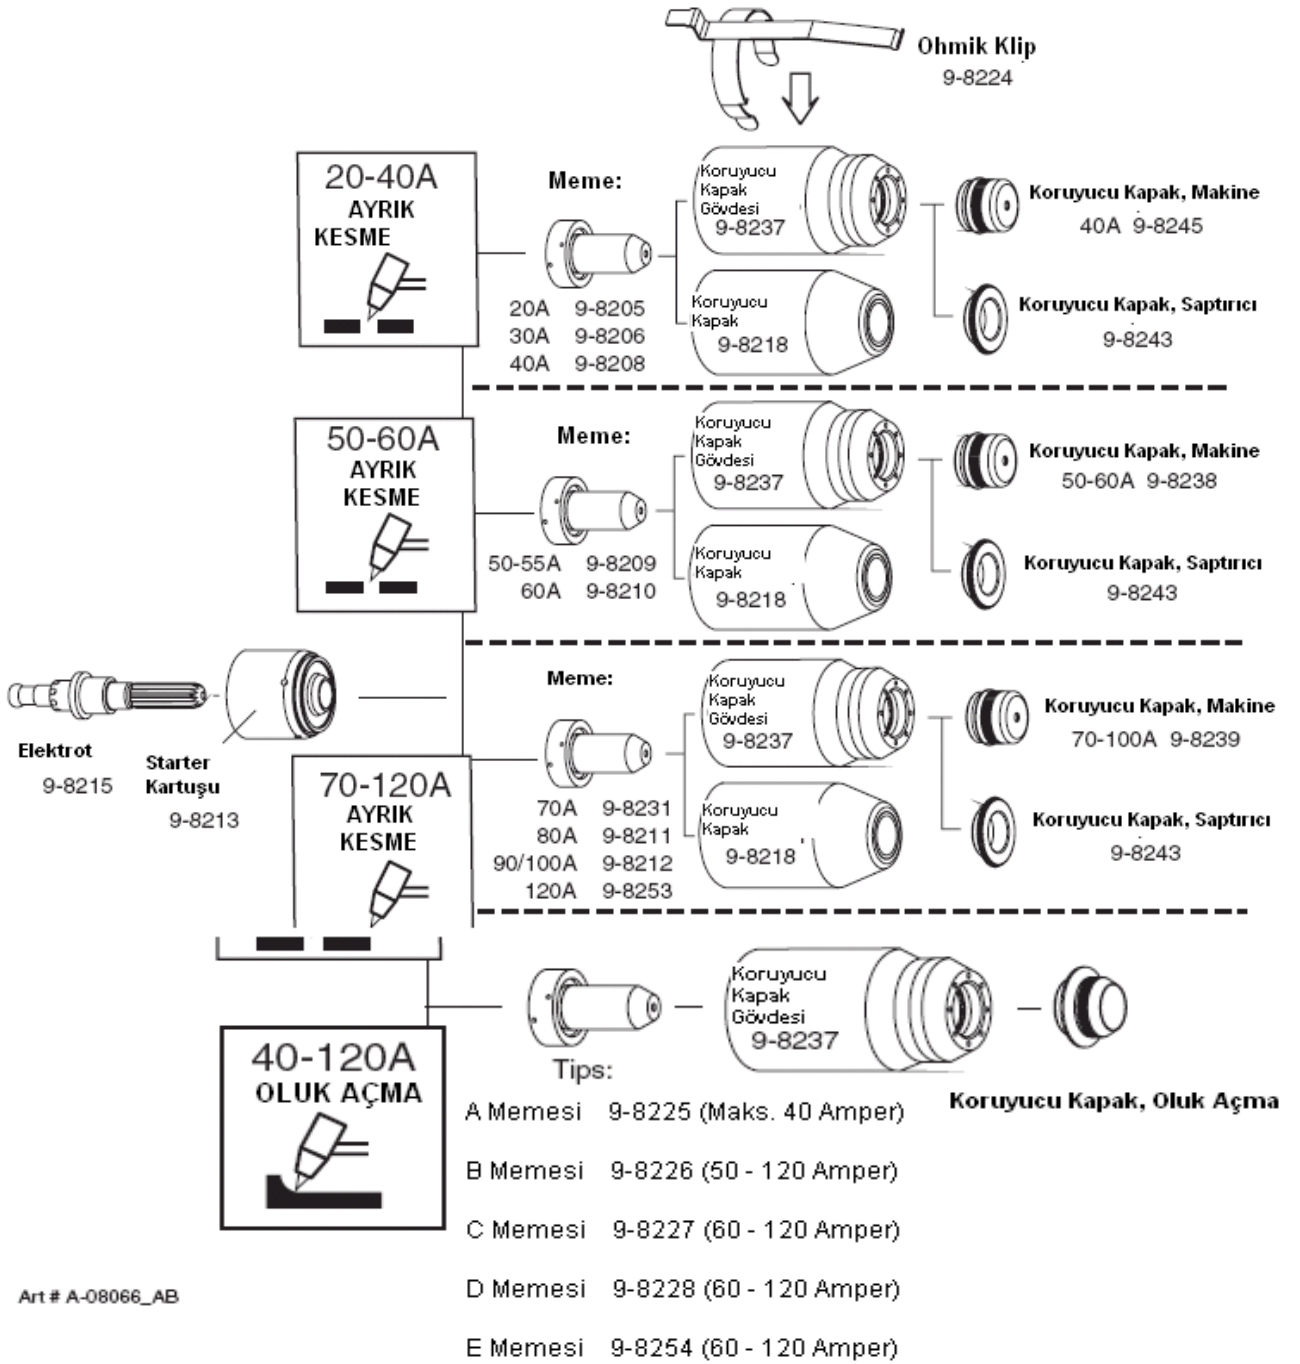 Ohmik Klip
9-8224
20-40A
AYRIK
KESME
Meme:
20A 9-8205
30A 9-8206
40A 9-8208
Koruyucu
Kapak
Gövdesi
9-8237
Koruyucu
Kapak
9-8218
Koruyucu Kapak, Makine
40A 9-8245
Koruyucu Kapak, Saptırıcı
9-8243
50-60A
AYRIK
KESME
Meme:
50-55A 9-8209
60A 9-8210
Koruyucu
Kapak
Gövdesi
9-8237
Koruyucu
Kapak
9-8218
Koruyucu Kapak, Makine
50-60A 9-8238
Koruyucu Kapak, Saptırıcı
9-8243
Elektrot
9-8215
Starter
Kartuşu
9-8213
70-120A
AYRIK
KESME
Meme:
70A 9-8231
80A 9-8211
90/100A 9-8212
120A 9-8253
Koruyucu
Kapak
Gövdesi
9-8237
Koruyucu
Kapak
9-8218
Koruyucu Kapak, Makine
70-100A 9-8239
Koruyucu Kapak, Saptırıcı
9-8243
40-120A
OLUK AÇMA
Koruyucu
Kapak
Gövdesi
9-8237
Koruyucu Kapak, Oluk Açma
Tips:
A Memesi 9-8225 (Maks. 40 Amper)
B Memesi 9-8226 (50 - 120 Amper)
C Memesi 9-8227 (60 - 120 Amper)
D Memesi 9-8228 (60 - 120 Amper)
E Memesi 9-8254 (60 - 120 Amper)
Art # A-08066_AB